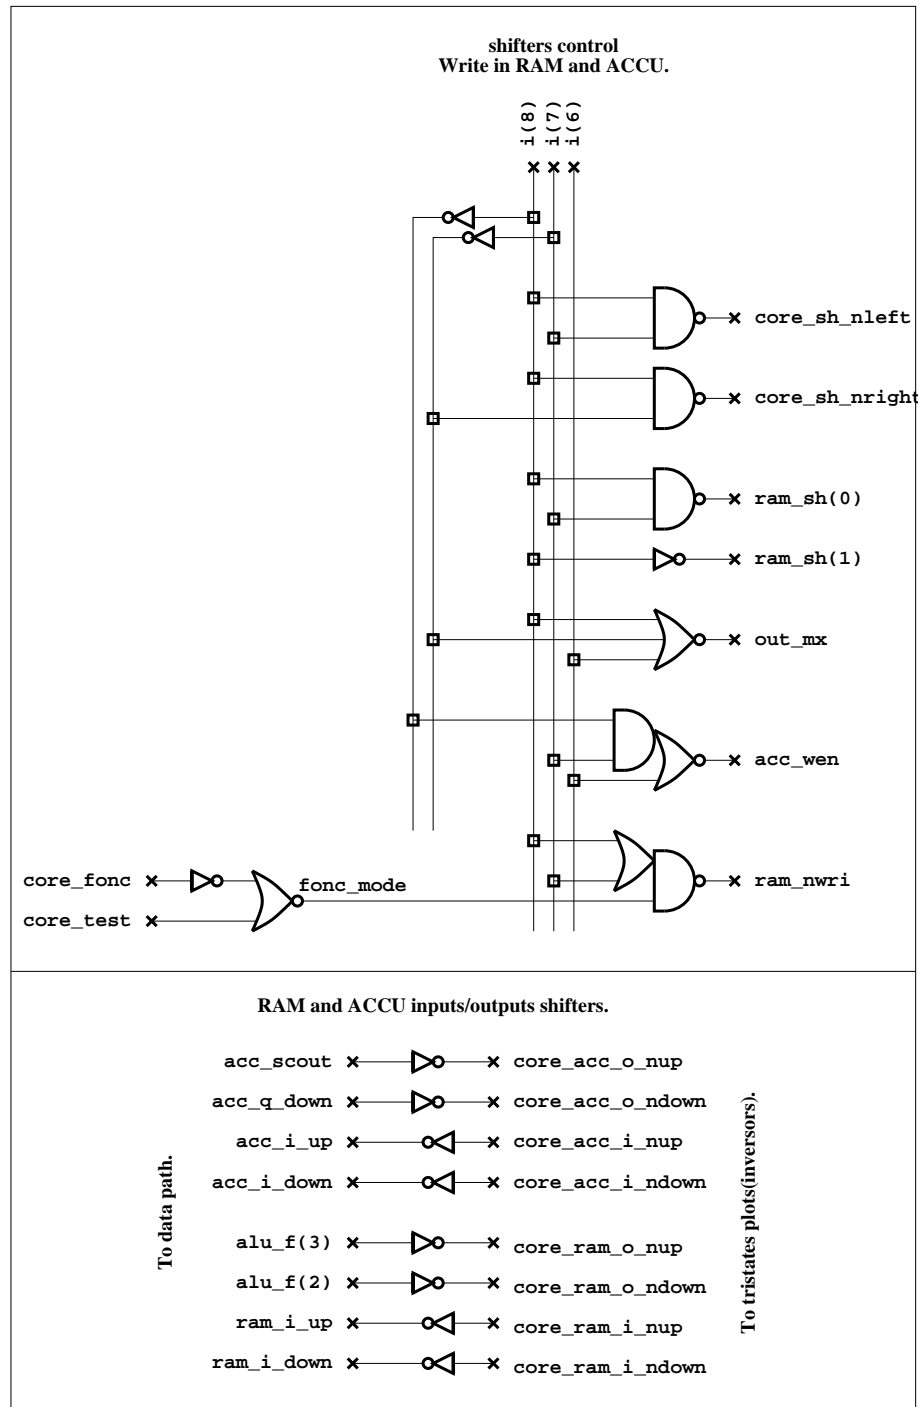 shifters control
Write in RAM and ACCU.
i(8)
i(7)
i(6)
core_sh_nleft
core_sh_nright
ram_sh(0)
ram_sh(1)
out_mx
acc_wen
core_fonc
fonc_mode
ram_nwri
core_test
RAM and ACCU inputs/outputs shifters.
acc_scout core_acc_o_nup
acc_q_down core_acc_o_ndown
acc_i_up core_acc_i_nup
acc_i_down core_acc_i_ndown
alu_f(3) core_ram_o_nup
alu_f(2) core_ram_o_ndown
ram_i_up core_ram_i_nup
ram_i_down core_ram_i_ndown
To data path.
To tristates plots(inversors).